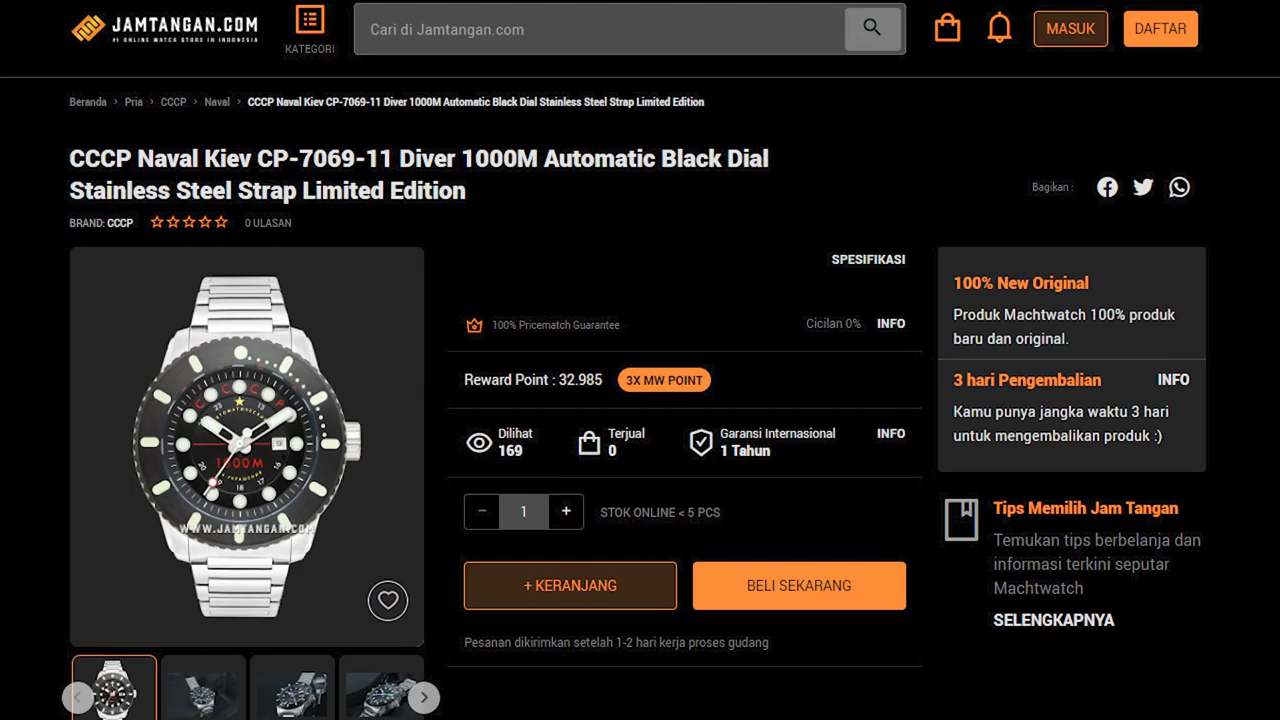 JAMTANGAN.COM
#1 ONLINE WATCH STORE IN INDONESIA
KATEGORI
Cari di Jamtangan.com
MASUK
DAFTAR
Beranda > Pria > CCCP > Naval > CCCP Naval Kiev CP-7069-11 Diver 1000M Automatic Black Dial Stainless Steel Strap Limited Edition
CCCP Naval Kiev CP-7069-11 Diver 1000M Automatic Black Dial
Stainless Steel Strap Limited Edition
Bagikan :
BRAND: CCCP
0 ULASAN
CCCP
1000M
WWW.JAMTANGAN.COM
SPESIFIKASI
100% Pricematch Guarantee
Cicilan 0% INFO
Reward Point : 32.985
3X MW POINT
Dilihat
169
Terjual
0
Garansi Internasional
1 Tahun
INFO
− 1 +
STOK ONLINE < 5 PCS
+ KERANJANG
BELI SEKARANG
Pesanan dikirimkan setelah 1-2 hari kerja proses gudang
100% New Original
Produk Machtwatch 100% produk
baru dan original.
3 hari Pengembalian INFO
Kamu punya jangka waktu 3 hari
untuk mengembalikan produk :)
Tips Memilih Jam Tangan
Temukan tips berbelanja dan
informasi terkini seputar
Machtwatch
SELENGKAPNYA